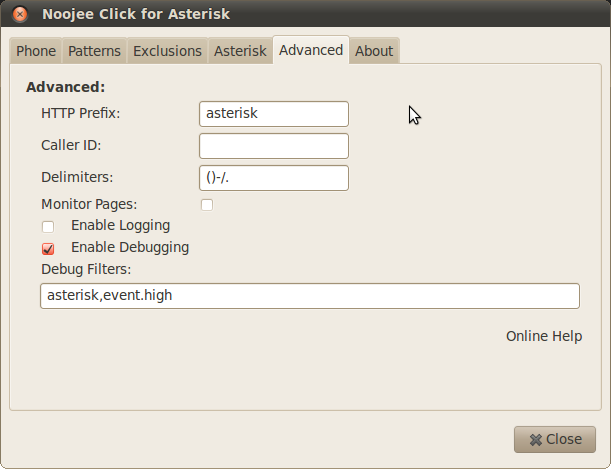 Noojee Click for Asterisk
Phone Patterns Exclusions Asterisk Advanced About
Advanced:
HTTP Prefix: asterisk
Caller ID:
Delimiters: ()-/.
Monitor Pages:
Enable Logging
Enable Debugging
Debug Filters:
asterisk,event.high
Online Help
Close